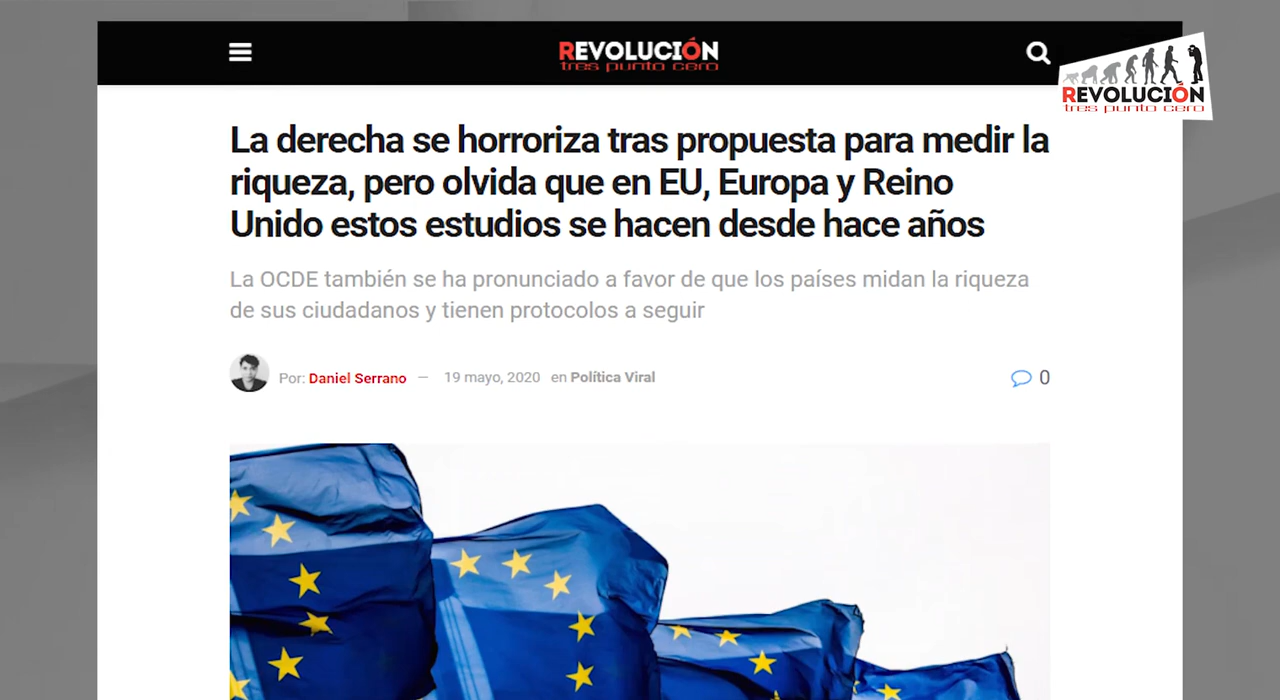 REVOLUCIÓN
tres punto cero
REVOLUCIÓN
tres punto cero
La derecha se horroriza tras propuesta para medir la
riqueza, pero olvida que en EU, Europa y Reino
Unido estos estudios se hacen desde hace años
La OCDE también se ha pronunciado a favor de que los países midan la riqueza
de sus ciudadanos y tienen protocolos a seguir
Por: Daniel Serrano — 19 mayo, 2020 en Política Viral 0